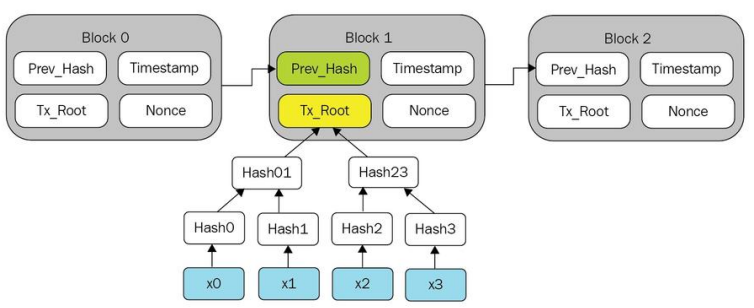 Block 0
Prev_Hash
Timestamp
Tx_Root
Nonce
Block 1
Prev_Hash
Timestamp
Tx_Root
Nonce
Block 2
Prev_Hash
Timestamp
Tx_Root
Nonce
Hash01
Hash23
Hash0
Hash1
Hash2
Hash3
x0
x1
x2
x3